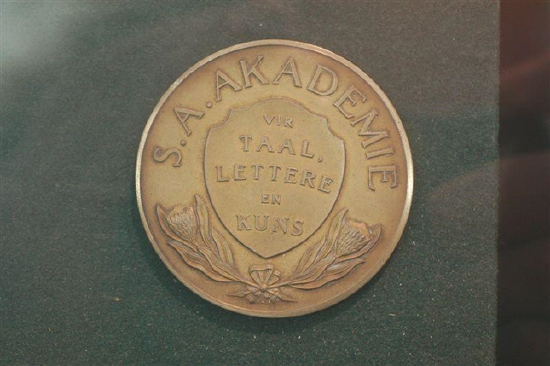 S.A. AKADEMIE
VIR
TAAL,
LETTERE
EN
KUNS